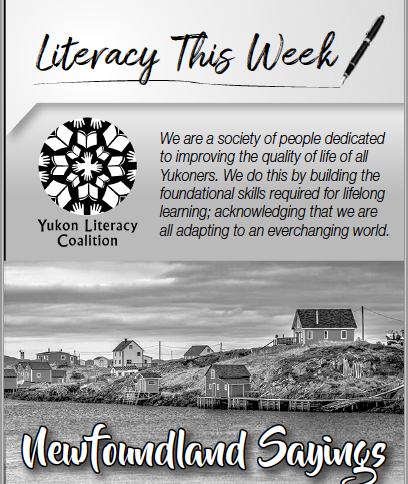 Literacy This Week
We are a society of people dedicated
to improving the quality of life of all
Yukoners. We do this by building the
foundational skills required for lifelong
learning; acknowledging that we are
all adapting to an everchanging world.
Yukon Literacy
Coalition
Newfoundland Sayings